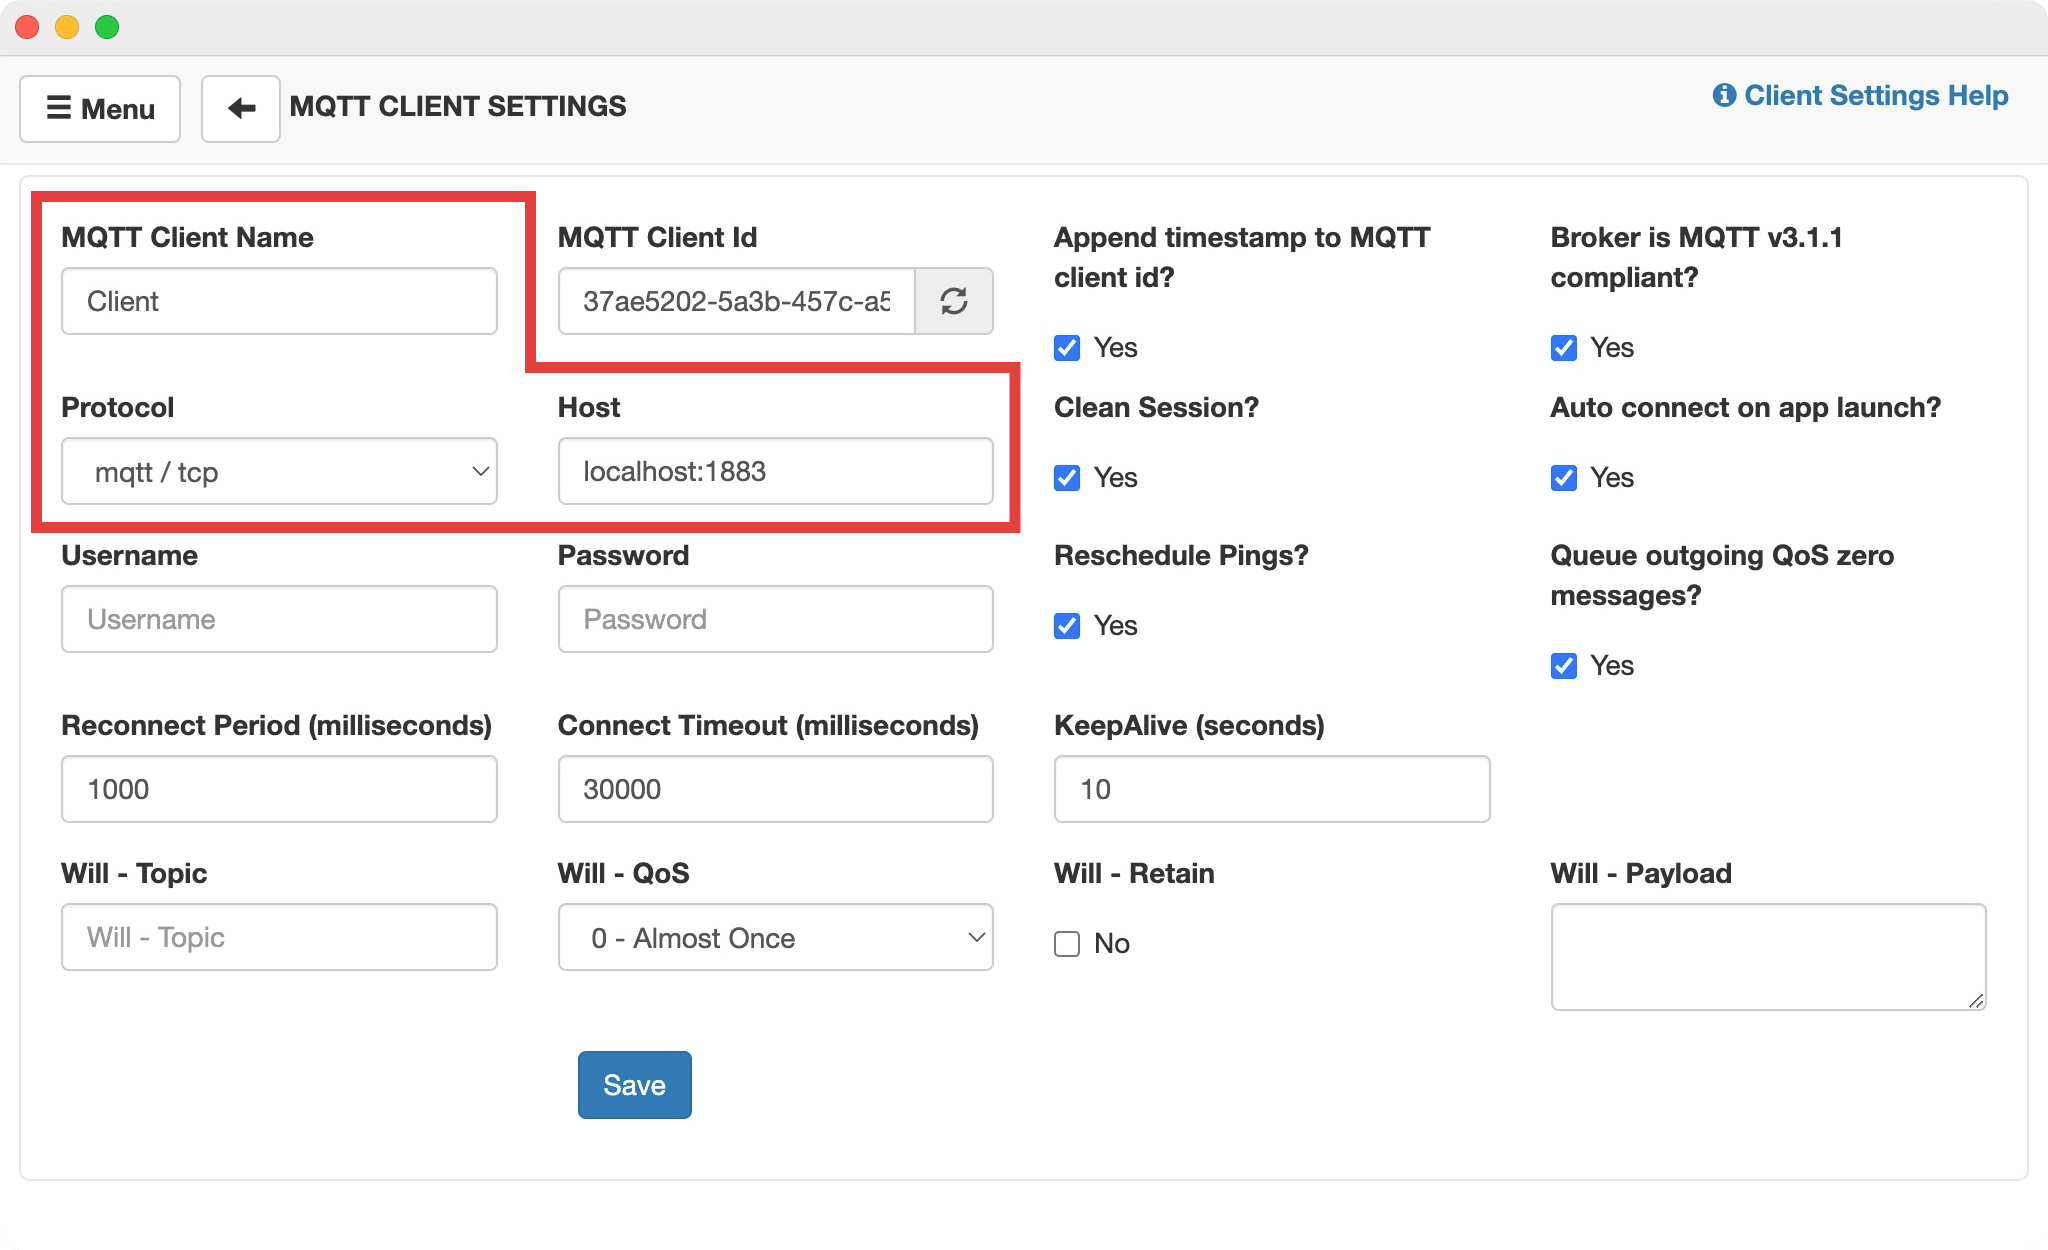 Menu
MQTT CLIENT SETTINGS
Client Settings Help
MQTT Client Name
Client
MQTT Client Id
37ae5202-5a3b-457c-a5
Append timestamp to MQTT
client id?
Yes
Broker is MQTT v3.1.1
compliant?
Yes
Protocol
mqtt / tcp
Host
localhost:1883
Clean Session?
Yes
Auto connect on app launch?
Yes
Username
Username
Password
Password
Reschedule Pings?
Yes
Queue outgoing QoS zero
messages?
Yes
Reconnect Period (milliseconds)
1000
Connect Timeout (milliseconds)
30000
KeepAlive (seconds)
10
Will - Topic
Will - Topic
Will - QoS
0 - Almost Once
Will - Retain
No
Will - Payload
Save